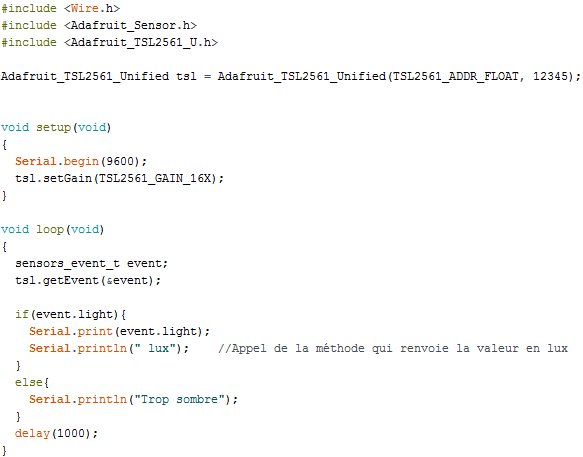 #include <Wire.h>
#include <Adafruit_Sensor.h>
#include <Adafruit_TSL2561_U.h>
Adafruit_TSL2561_Unified tsl = Adafruit_TSL2561_Unified(TSL2561_ADDR_FLOAT, 12345);
void setup(void)
{
  Serial.begin(9600);
  tsl.setGain(TSL2561_GAIN_16X);
}
void loop(void)
{
  sensors_event_t event;
  tsl.getEvent(&event);
  if(event.light){
    Serial.print(event.light);
    Serial.println(" lux");    //Appel de la méthode qui renvoie la valeur en lux
  }
  else{
    Serial.println("Trop sombre");
  }
  delay(1000);
}